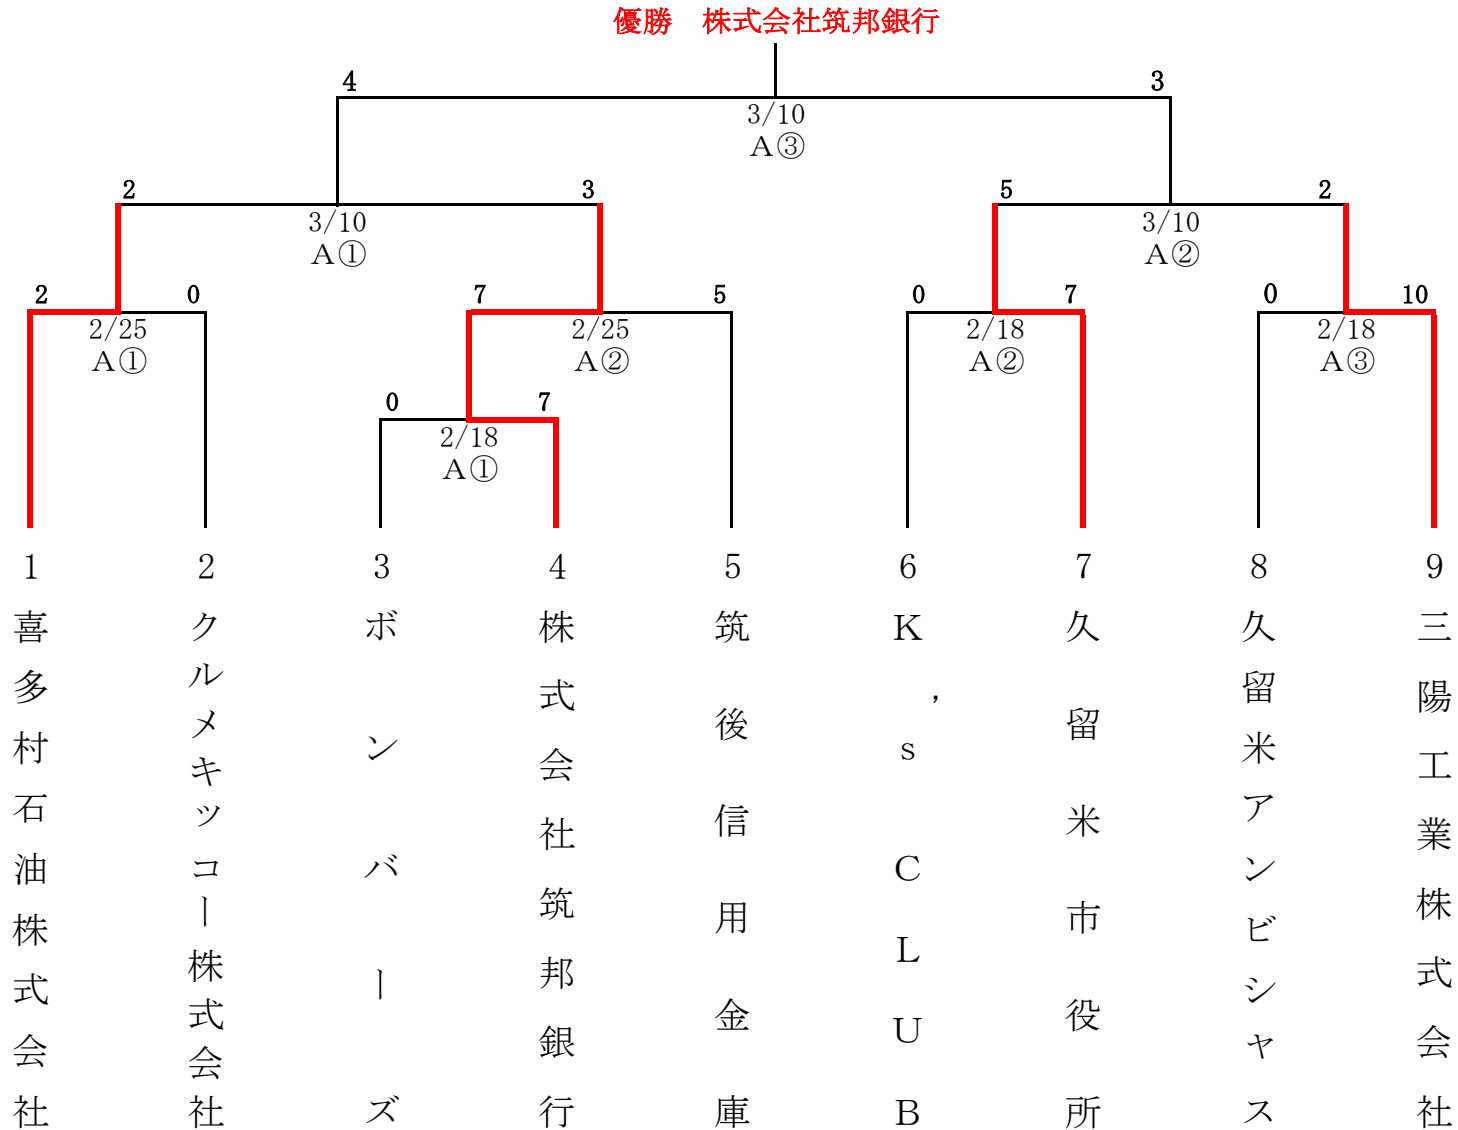 優勝　株式会社筑邦銀行
4 3
3/10
A③
2 3 5 2
3/10 3/10
A① A②
2 0 7 5 0 7 0 10
2/25 2/25 2/18 2/18
A① A② A② A③
0 7
2/18
A①
1 2 3 4 5 6 7 8 9
喜多村石油株式会社
クルメキッコー株式会社
ボンバーズ
株式会社筑邦銀行
筑後信用金庫
K’s CLUB
久留米市役所
久留米アンビシャス
三陽工業株式会社